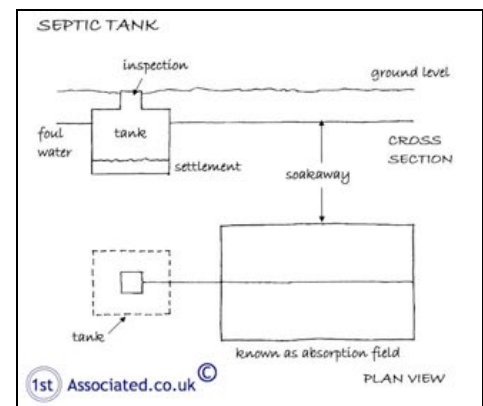 SEPTIC TANK
inspection
ground level
foul
water
tank
CROSS
SECTION
settlement
soakaway
tank
known as absorption field
PLAN VIEW
1st Associated.co.uk ©